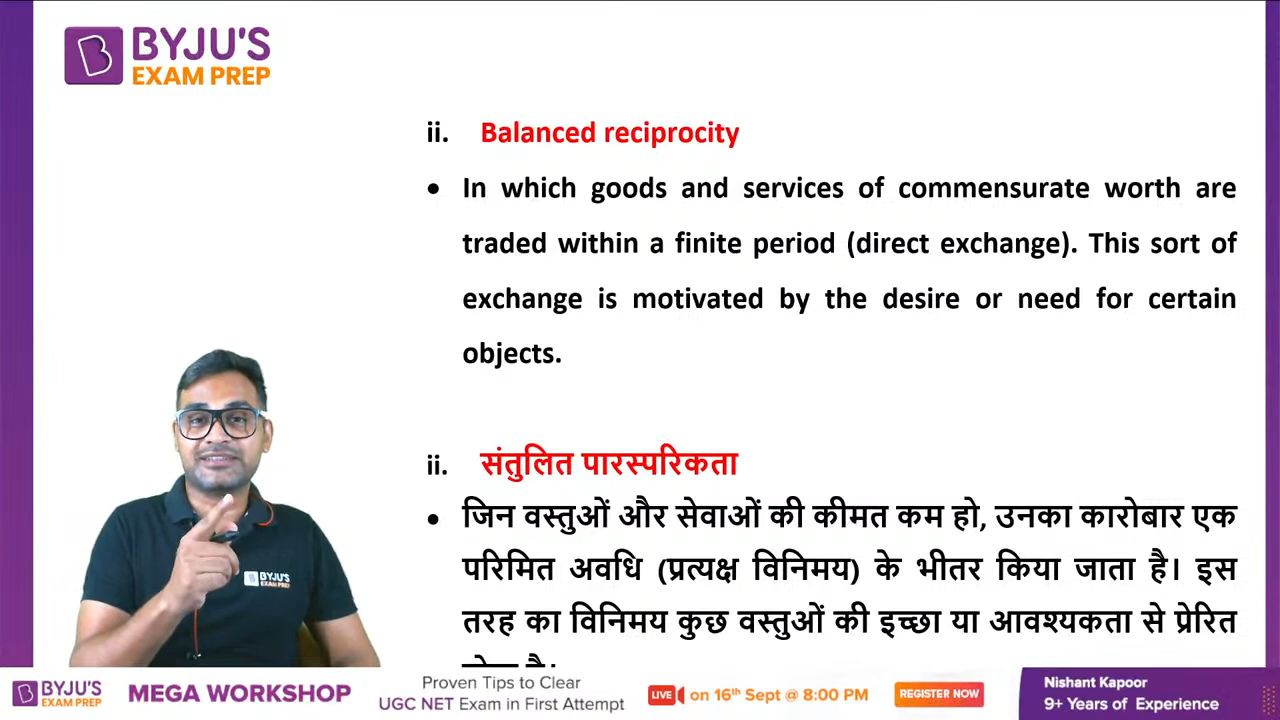 BYJU'S
EXAM PREP
ii. Balanced reciprocity
• In which goods and services of commensurate worth are
traded within a finite period (direct exchange). This sort of
exchange is motivated by the desire or need for certain
objects.
ii. संतुलित पारस्परिकता
• जिन वस्तुओं और सेवाओं की कीमत कम हो, उनका कारोबार एक
परिमित अवधि (प्रत्यक्ष विनिमय) के भीतर किया जाता है। इस
तरह का विनिमय कुछ वस्तुओं की इच्छा या आवश्यकता से प्रेरित
BYJU'S
EXAM PREP
BYJU'S
EXAM PREP
MEGA WORKSHOP
Proven Tips to Clear
UGC NET Exam in First Attempt
LIVE on 16th Sept @ 8:00 PM
REGISTER NOW
Nishant Kapoor
9+ Years of Experience